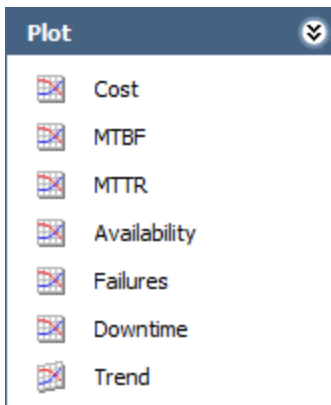 Plot
Cost
MTBF
MTTR
Availability
Failures
Downtime
Trend